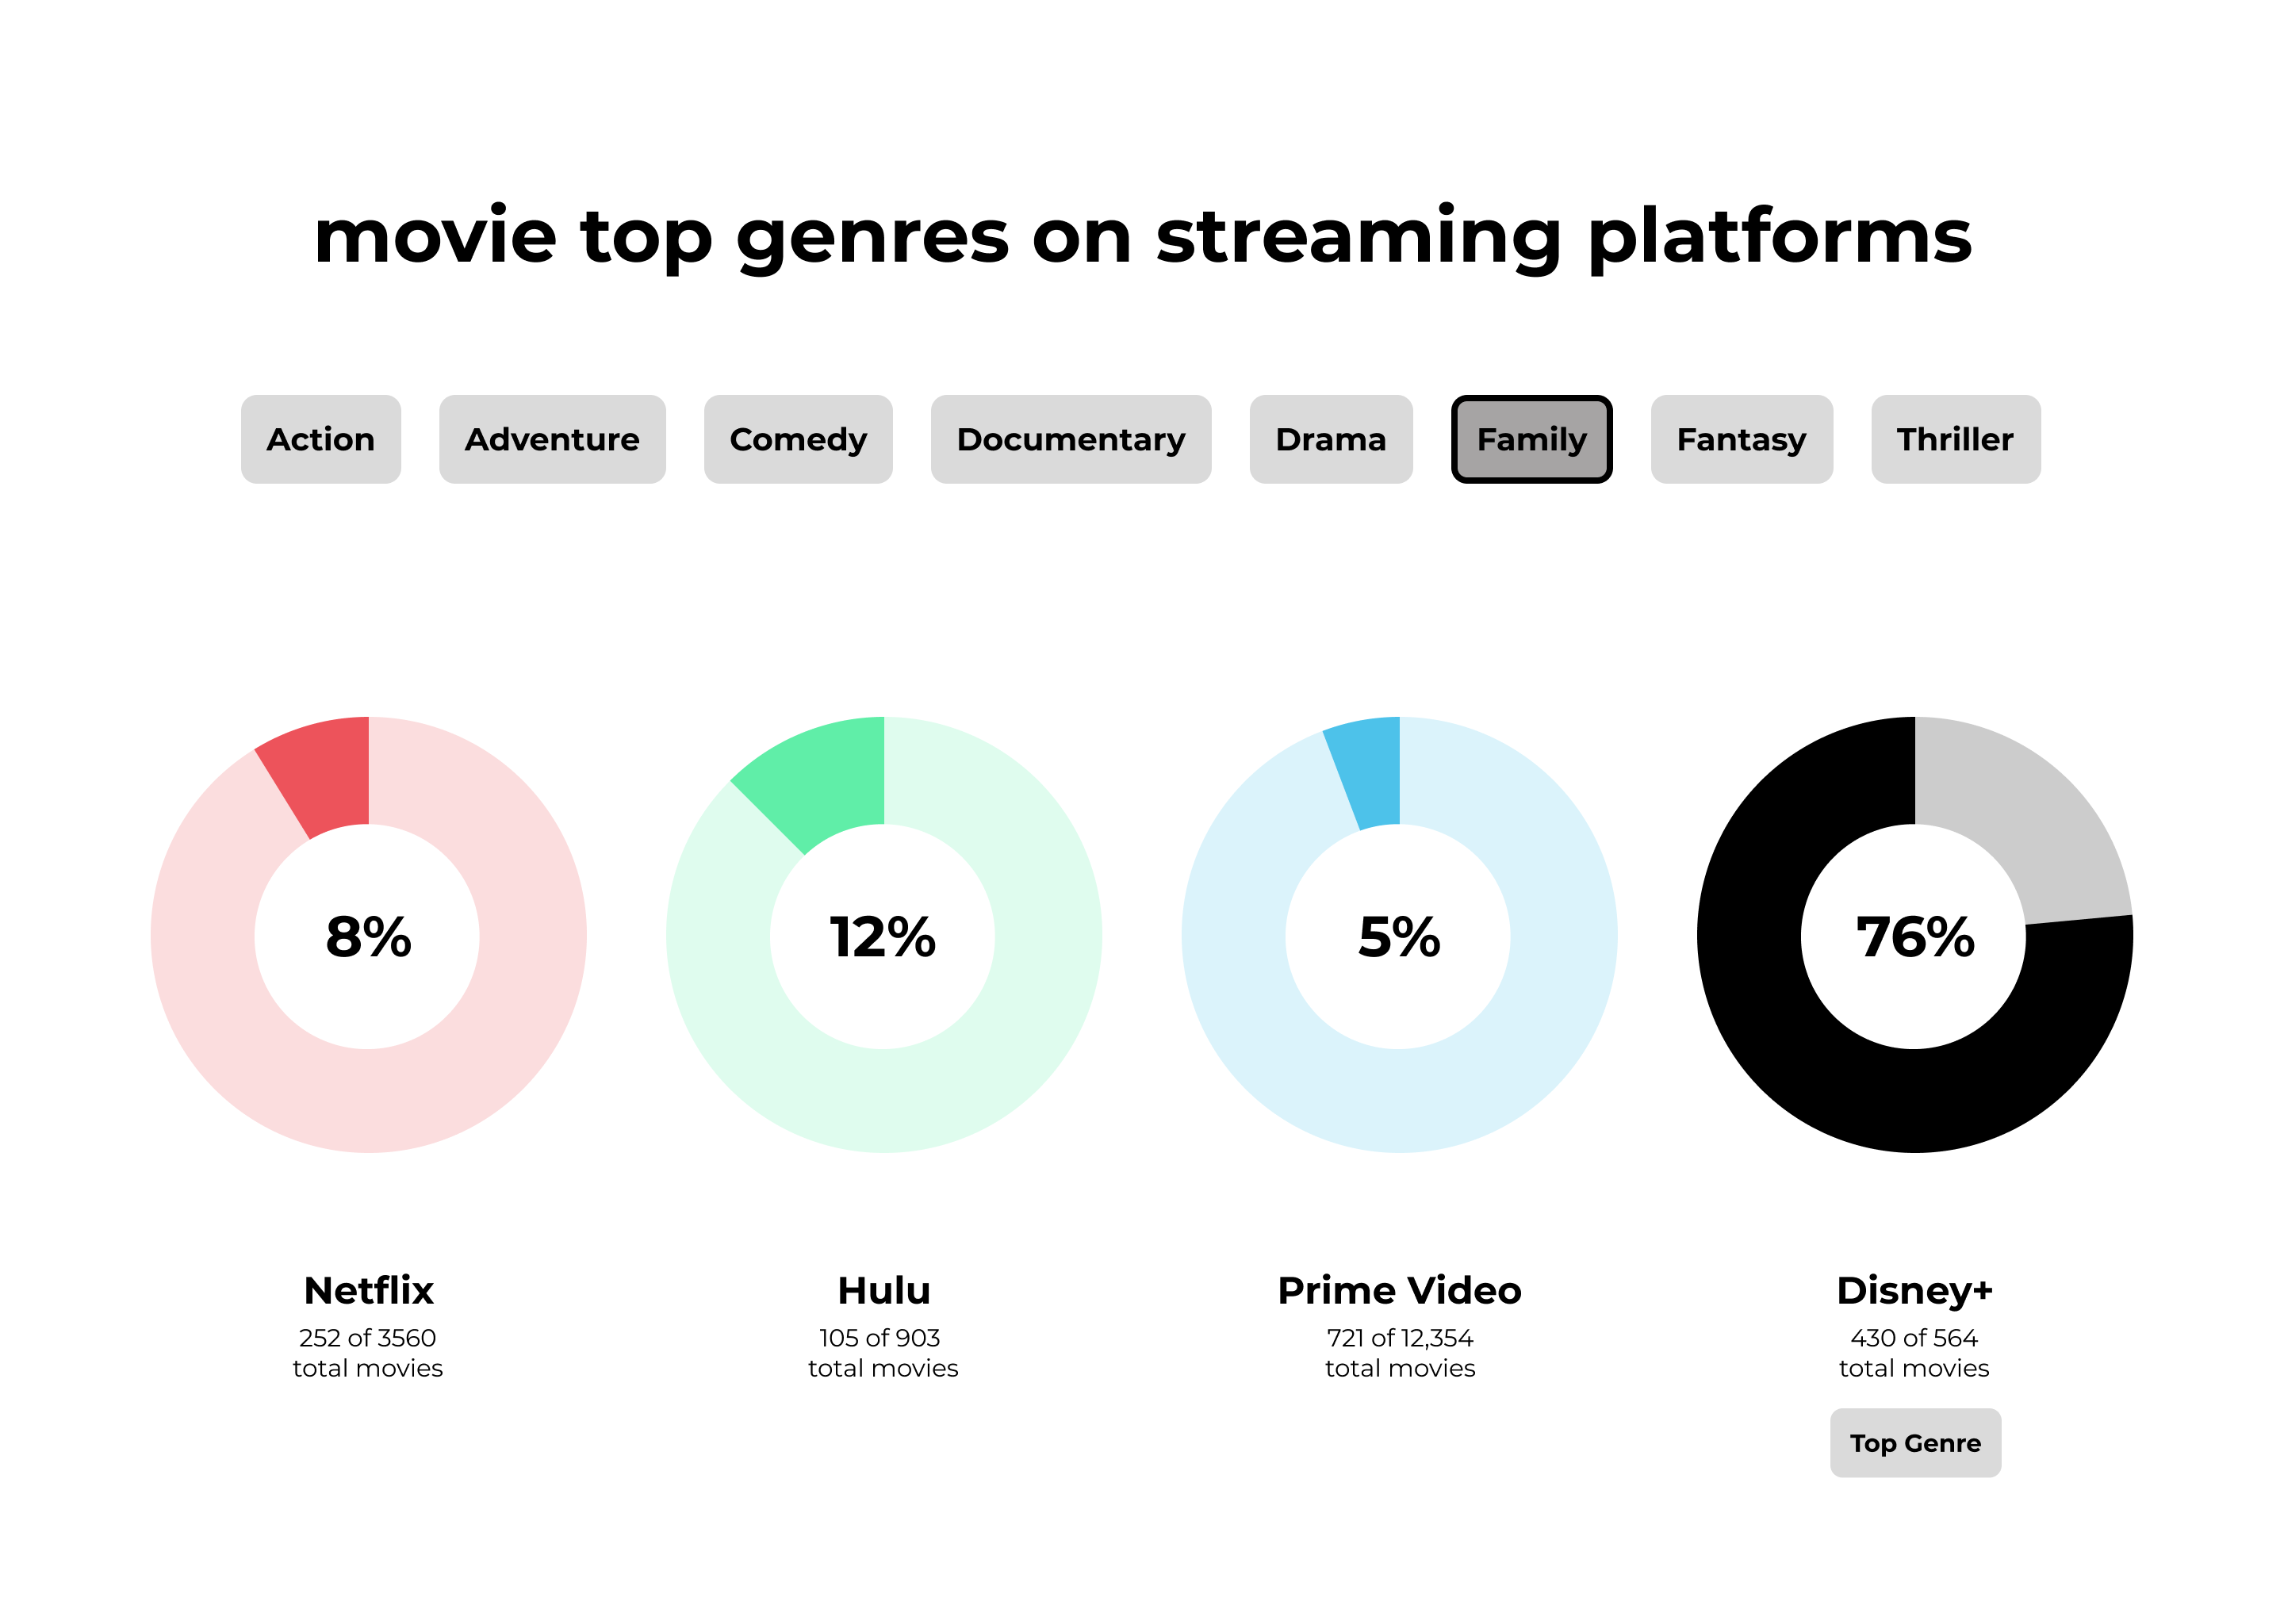 movie top genres on streaming platforms
Action Adventure Comedy Documentary Drama Family Fantasy Thriller
8% 12% 5% 76%
Netflix Hulu Prime Video Disney+
252 of 3560 105 of 903 721 of 12,354 430 of 564
total movies total movies total movies total movies
Top Genre